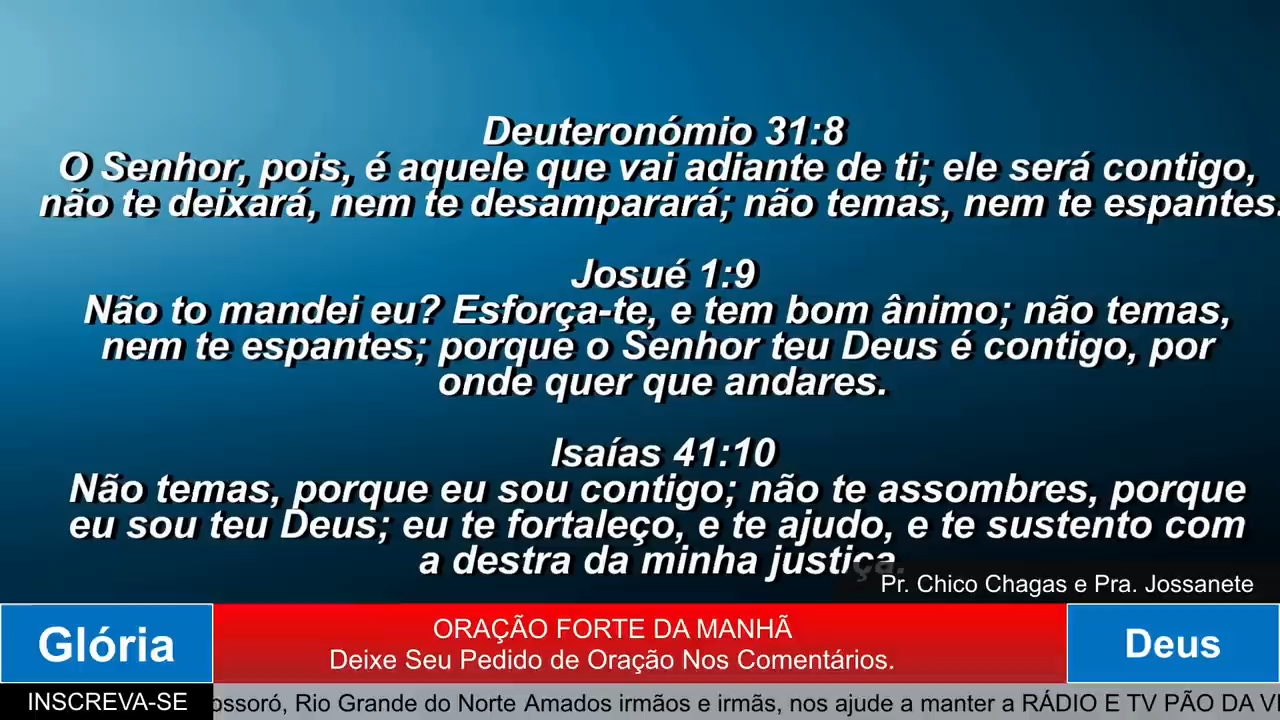 Deuteronómio 31:8
O Senhor, pois, é aquele que vai adiante de ti; ele será contigo,
não te deixará, nem te desamparará; não temas, nem te espantes.
Josué 1:9
Não to mandei eu? Esforça-te, e tem bom ânimo; não temas,
nem te espantes; porque o Senhor teu Deus é contigo, por
onde quer que andares.
Isaías 41:10
Não temas, porque eu sou contigo; não te assombres, porque
eu sou teu Deus; eu te fortaleço, e te ajudo, e te sustento com
a destra da minha justiça.
Pr. Chico Chagas e Pra. Jossanete
Glória
ORAÇÃO FORTE DA MANHÃ
Deixe Seu Pedido de Oração Nos Comentários.
Deus
INSCREVA-SE
ossoró, Rio Grande do Norte Amados irmãos e irmãs, nos ajude a manter a RÁDIO E TV PÃO DA